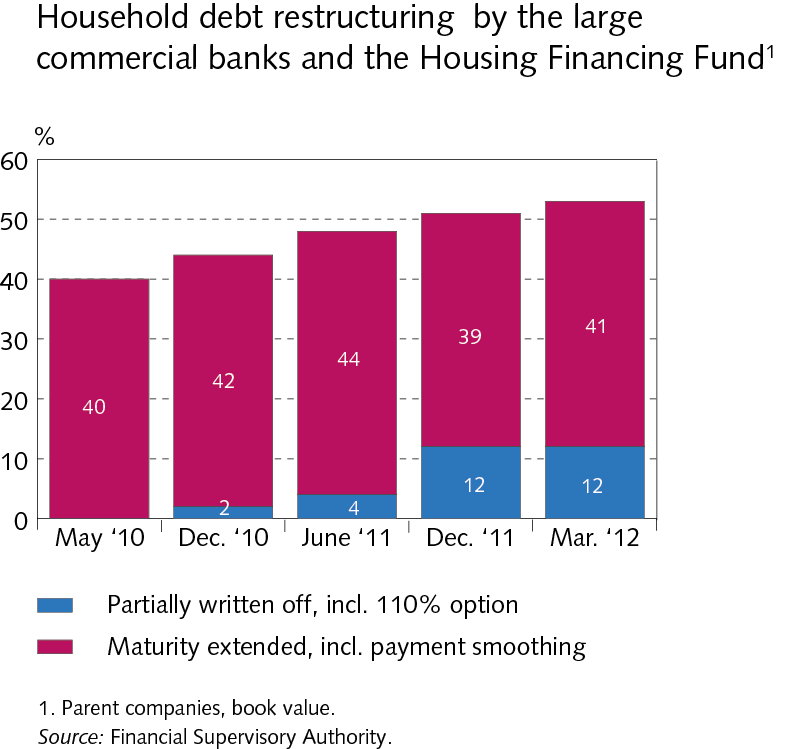 Household debt restructuring  by the large
commercial banks and the Housing Financing Fund¹
%
60
50
40
30
20
10
0
40
42
2
44
4
39
12
41
12
May ‘10
Dec. ‘10
June ‘11
Dec. ‘11
Mar. ‘12
Partially written off, incl. 110% option
Maturity extended, incl. payment smoothing
1. Parent companies, book value.
Source: Financial Supervisory Authority.